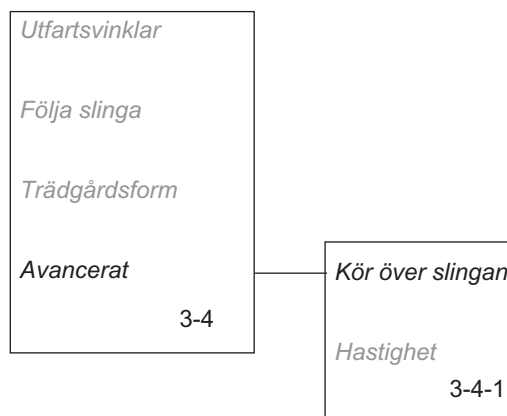 Utfartsvinklar
Följa slinga
Trädgårdsform
Avancerat
3-4
Kör över slingan
Hastighet
3-4-1